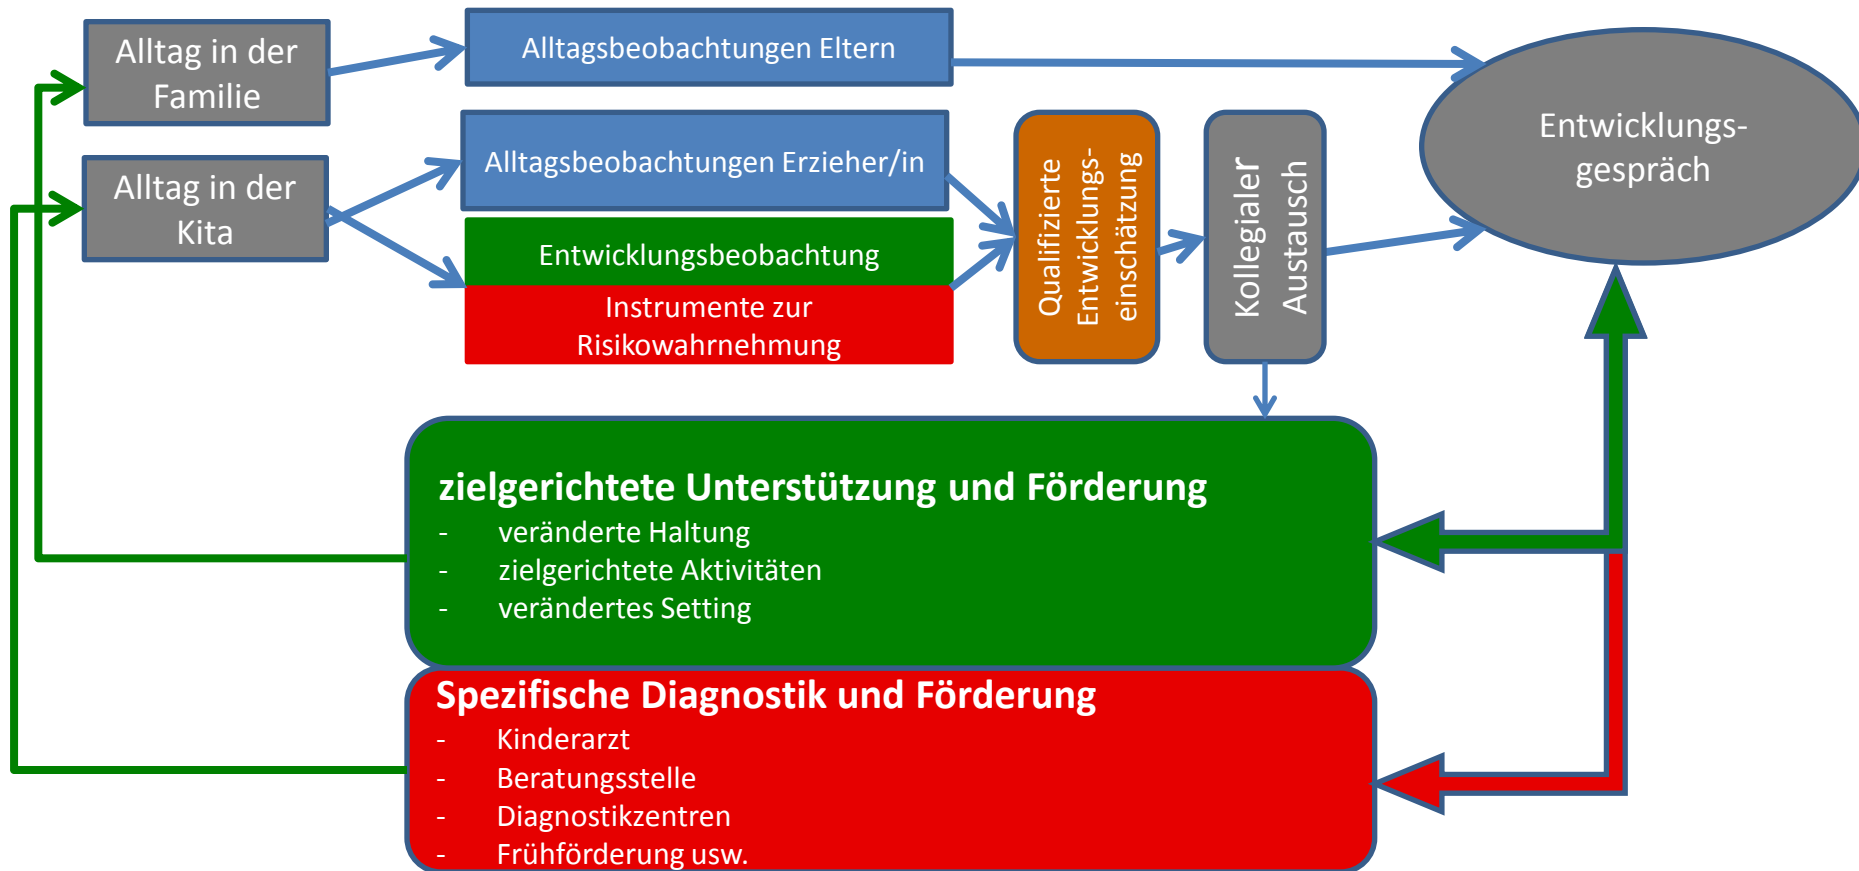 Alltag in der
Familie
Alltagsbeobachtungen Eltern
Alltag in der
Kita
Alltagsbeobachtungen Erzieher/in
Entwicklungsbeobachtung
Instrumente zur
Risikowahrnehmung
Qualifizierte
Entwicklungs-
einschätzung
Kollegialer
Austausch
Entwicklungs-
gespräch
zielgerichtete Unterstützung und Förderung
- veränderte Haltung
- zielgerichtete Aktivitäten
- verändertes Setting
Spezifische Diagnostik und Förderung
- Kinderarzt
- Beratungsstelle
- Diagnostikzentren
- Frühförderung usw.